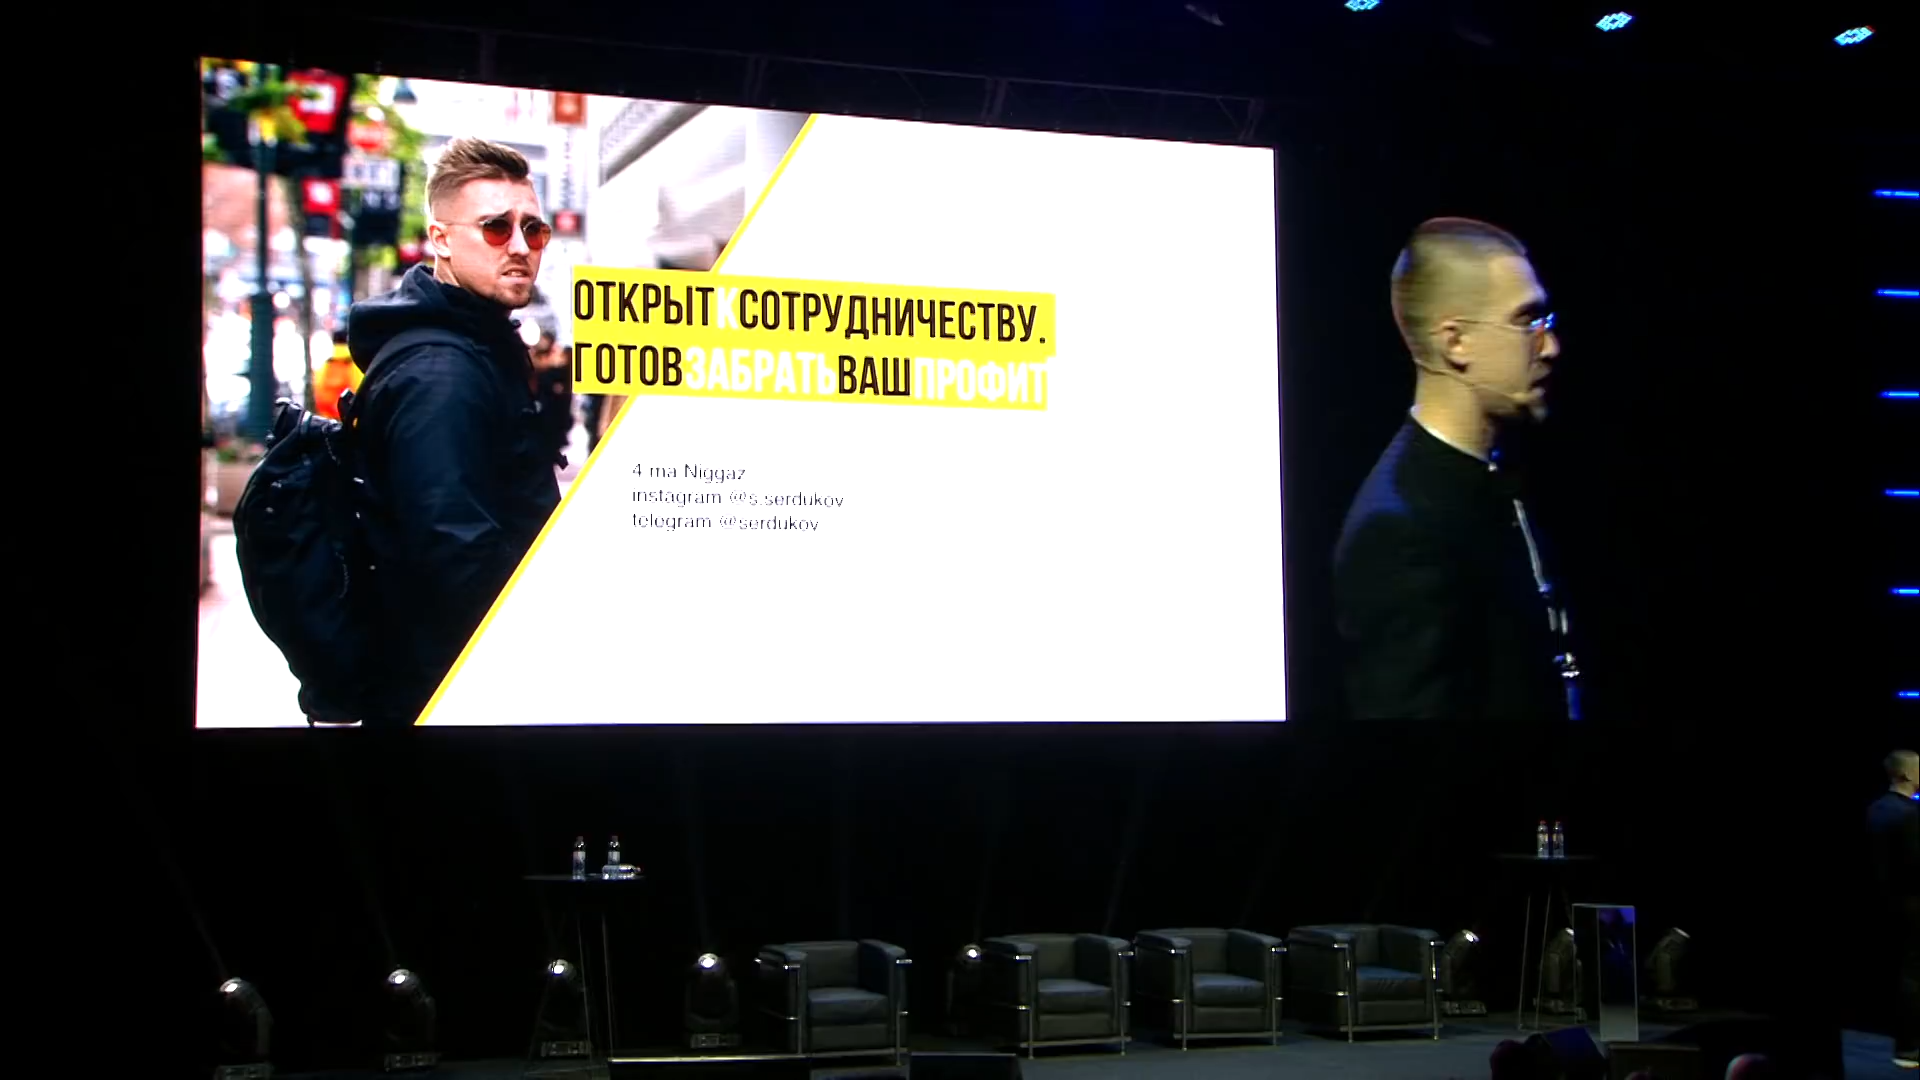 ОТКРЫТ К СОТРУДНИЧЕСТВУ.
ГОТОВ ЗАБРАТЬ ВАШ ПРОФИТ
4 ma Niggaz
instagram @s.serdukov
telegram @serdukov